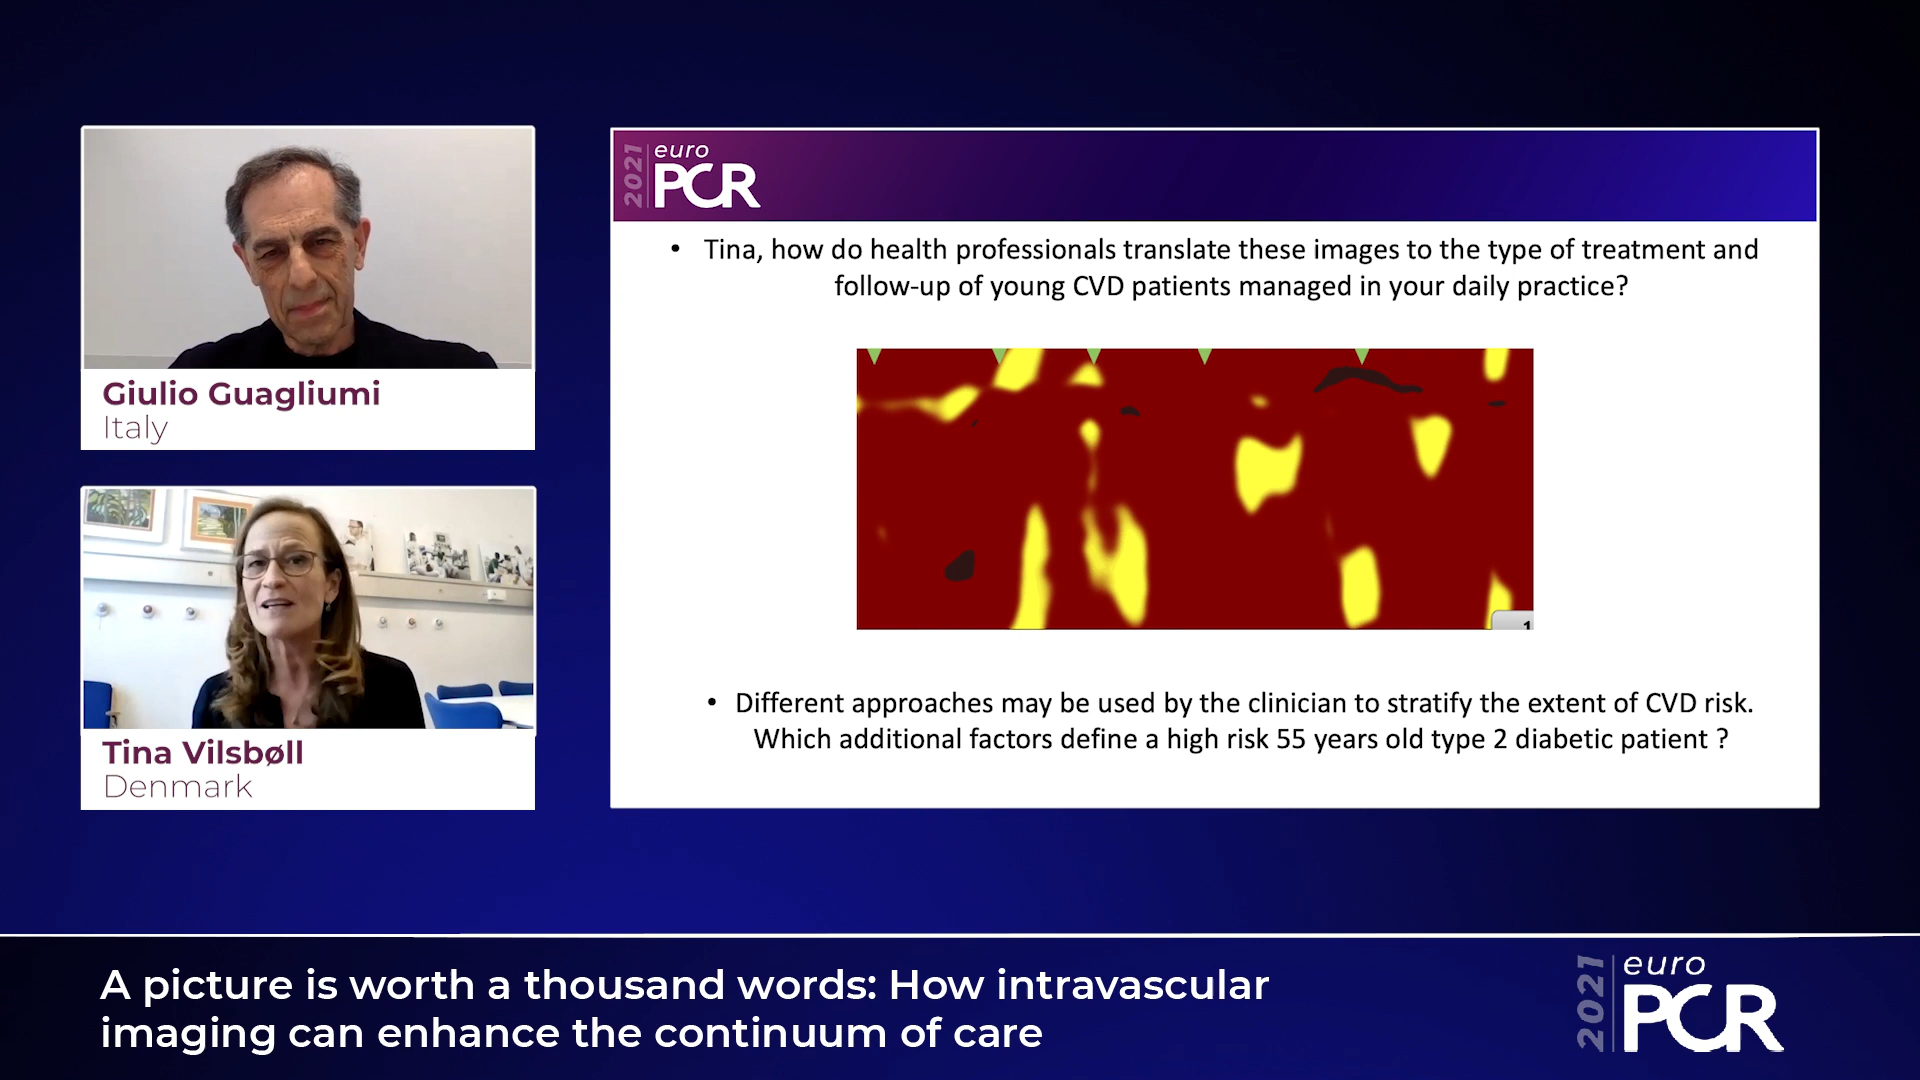 Giulio Guagliumi
Italy
Tina Vilsbøll
Denmark
2021 euro
PCR
• Tina, how do health professionals translate these images to the type of treatment and
follow-up of young CVD patients managed in your daily practice?
1
• Different approaches may be used by the clinician to stratify the extent of CVD risk.
Which additional factors define a high risk 55 years old type 2 diabetic patient ?
A picture is worth a thousand words: How intravascular
imaging can enhance the continuum of care
2021 euro
PCR